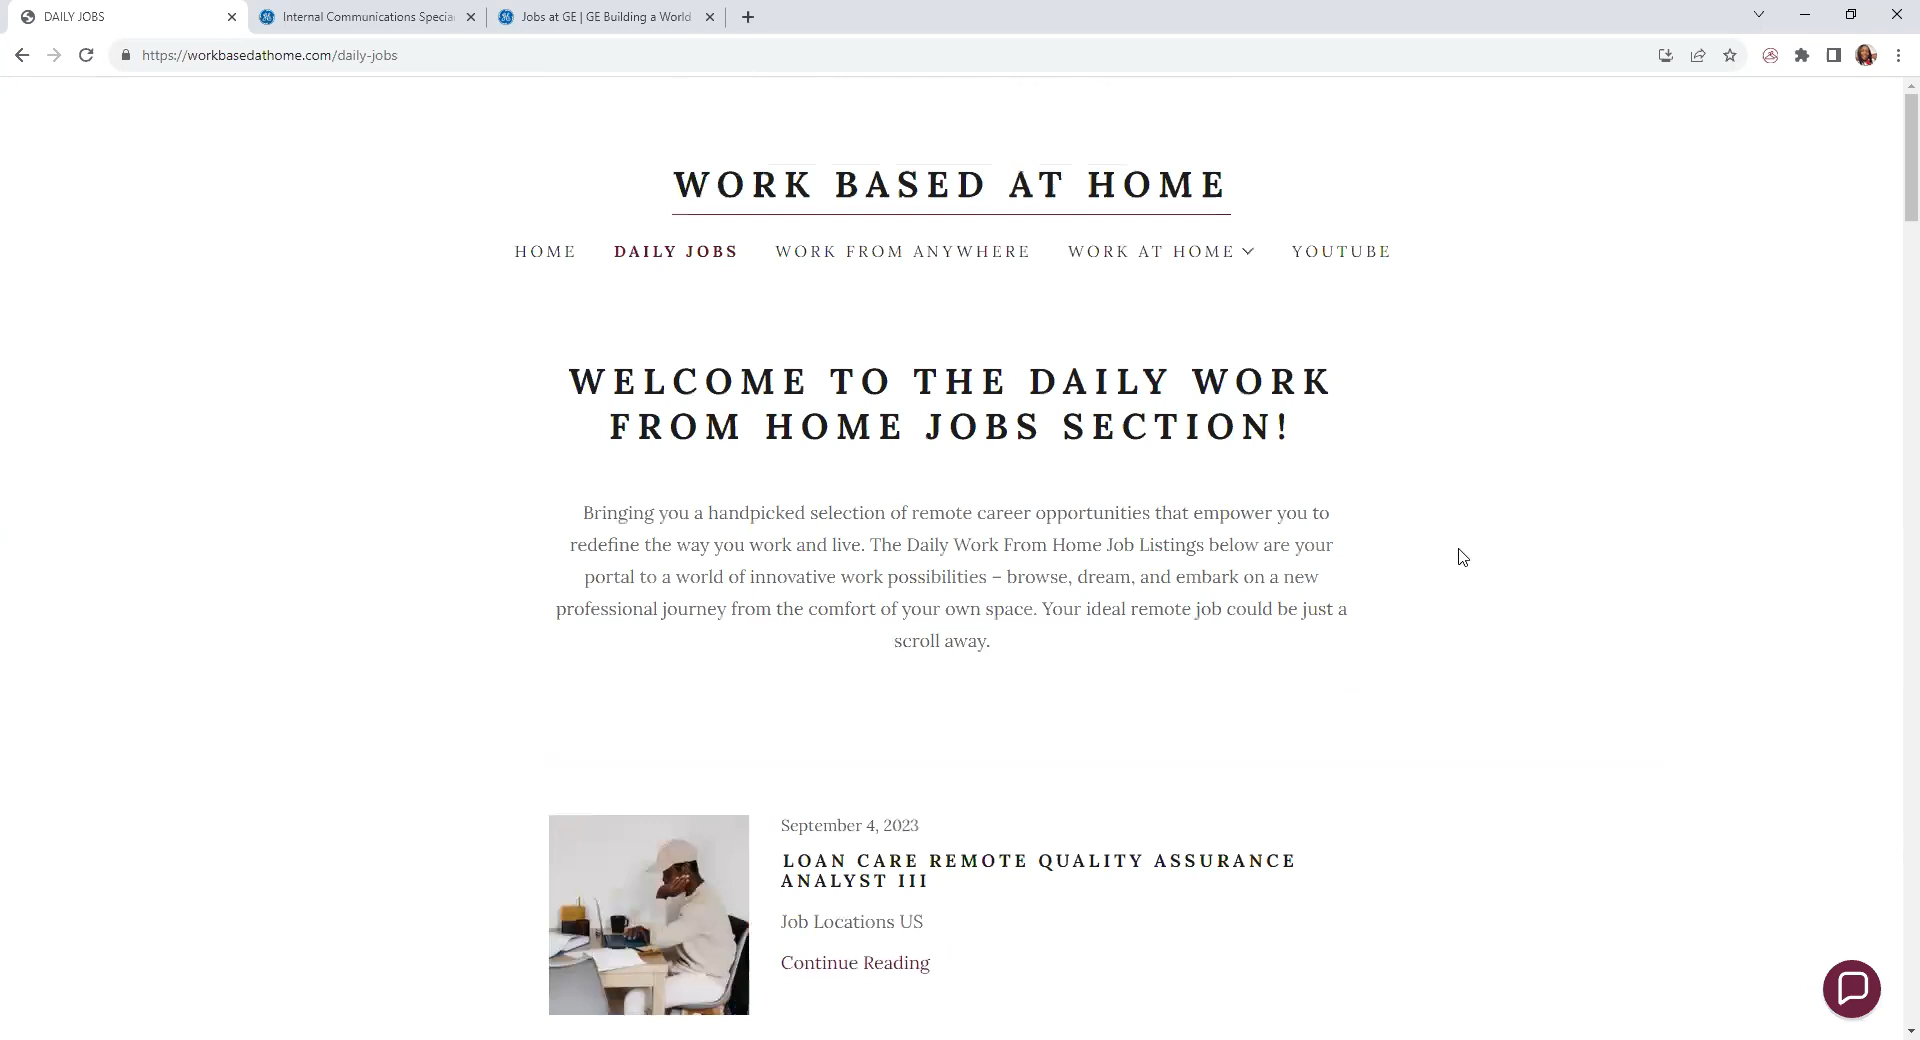 DAILY JOBS
Internal Communications Specia
Jobs at GE | GE Building a World
https://workbasedathome.com/daily-jobs
WORK BASED AT HOME
HOME
DAILY JOBS
WORK FROM ANYWHERE
WORK AT HOME
YOUTUBE
WELCOME TO THE DAILY WORK
FROM HOME JOBS SECTION!
Bringing you a handpicked selection of remote career opportunities that empower you to
redefine the way you work and live. The Daily Work From Home Job Listings below are your
portal to a world of innovative work possibilities – browse, dream, and embark on a new
professional journey from the comfort of your own space. Your ideal remote job could be just a
scroll away.
September 4, 2023
LOAN CARE REMOTE QUALITY ASSURANCE
ANALYST III
Job Locations US
Continue Reading